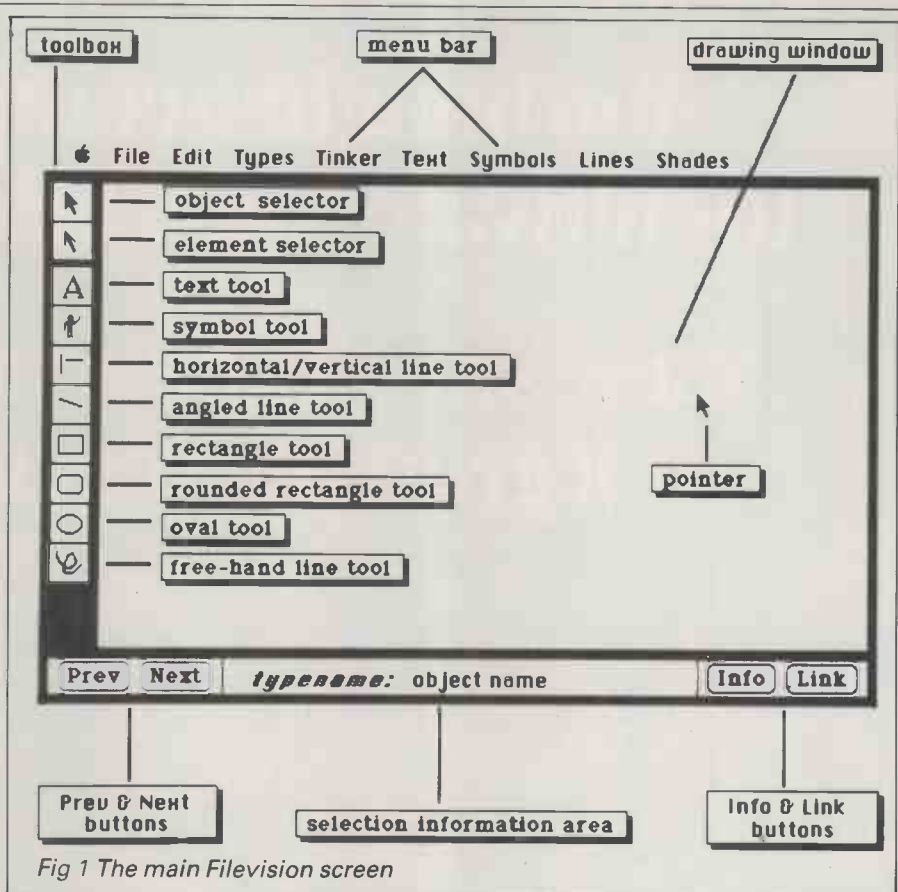 toolbox
menu bar
drawing window
File Edit Types Tinker Text Symbols Lines Shades
object selector
element selector
text tool
symbol tool
horizontal/vertical line tool
angled line tool
rectangle tool
rounded rectangle tool
oval tool
free-hand line tool
pointer
Prev Next typename: object name Info Link
Prev & Next
buttons
selection information area
Info & Link
buttons
Fig 1 The main Filevision screen